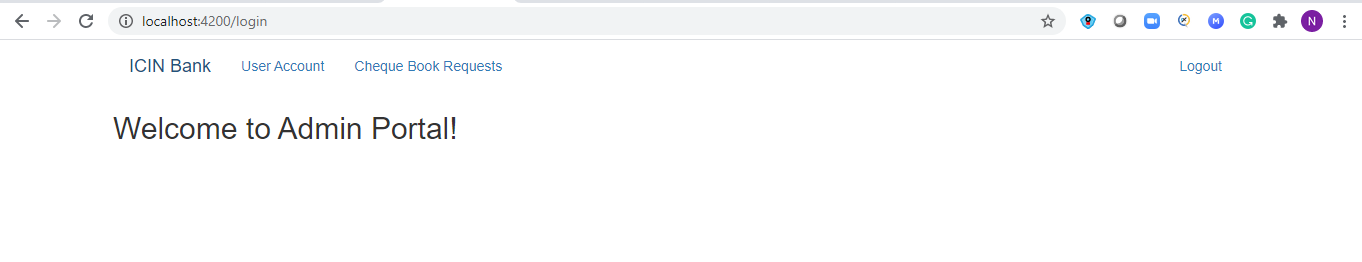 localhost:4200/login
N
ICIN Bank User Account Cheque Book Requests Logout
Welcome to Admin Portal!